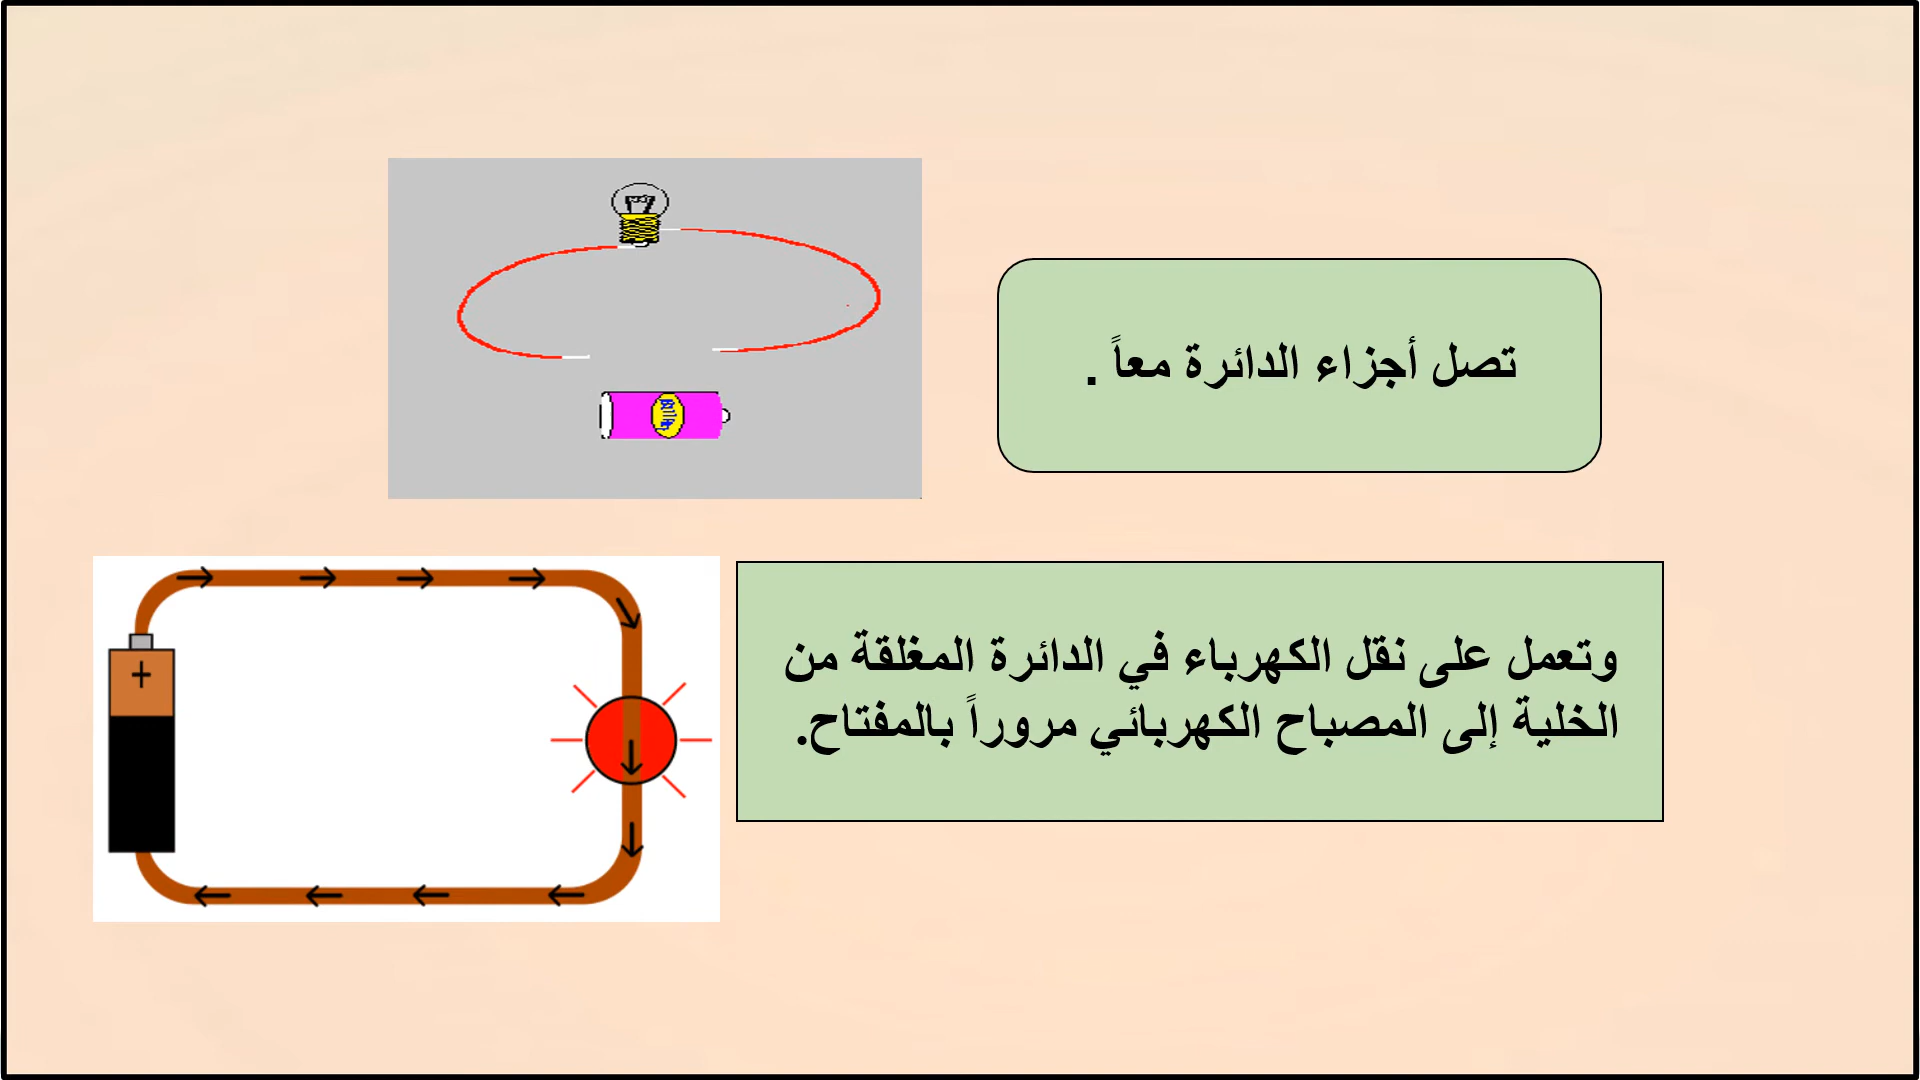 تصل أجزاء الدائرة معاً .
وتعمل على نقل الكهرباء في الدائرة المغلقة من
الخلية إلى المصباح الكهربائي مروراً بالمفتاح.
+